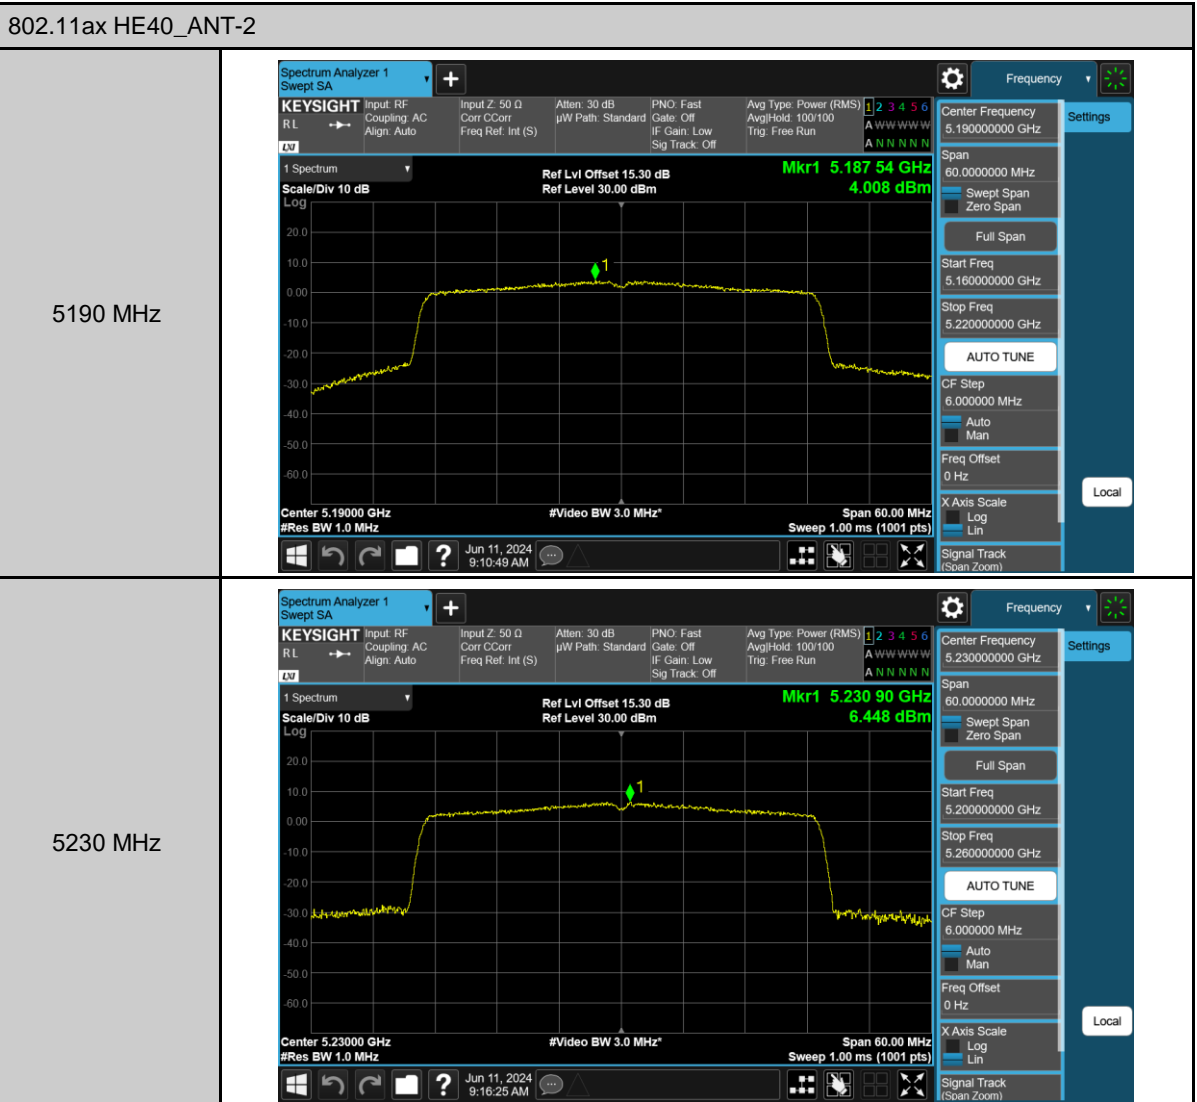 802.11ax HE40_ANT-2
5190 MHz
Spectrum Analyzer 1
Swept SA
+
Frequency
KEYSIGHT
RL
LXI
Input: RF
Coupling: AC
Align: Auto
Input Z: 50 Ω
Corr CCorr
Freq Ref: Int (S)
Atten: 30 dB
µW Path: Standard
PNO: Fast
Gate: Off
IF Gain: Low
Sig Track: Off
Avg Type: Power (RMS)
Avg|Hold: 100/100
Trig: Free Run
1 2 3 4 5 6
A W W W W W
A N N N N N
Center Frequency
5.190000000 GHz
Settings
Span
60.0000000 MHz
Swept Span
Zero Span
Full Span
Start Freq
5.160000000 GHz
Stop Freq
5.220000000 GHz
AUTO TUNE
CF Step
6.000000 MHz
Auto
Man
Freq Offset
0 Hz
X Axis Scale
Log
Lin
Signal Track
(Span Zoom)
Local
1 Spectrum
Scale/Div 10 dB
Log
Ref Lvl Offset 15.30 dB
Ref Level 30.00 dBm
Mkr1 5.187 54 GHz
4.008 dBm
1
20.0
10.0
0.00
-10.0
-20.0
-30.0
-40.0
-50.0
-60.0
Center 5.19000 GHz
#Video BW 3.0 MHz*
Span 60.00 MHz
#Res BW 1.0 MHz
Sweep 1.00 ms (1001 pts)
?
Jun 11, 2024
9:10:49 AM
5230 MHz
Spectrum Analyzer 1
Swept SA
+
Frequency
KEYSIGHT
RL
LXI
Input: RF
Coupling: AC
Align: Auto
Input Z: 50 Ω
Corr CCorr
Freq Ref: Int (S)
Atten: 30 dB
µW Path: Standard
PNO: Fast
Gate: Off
IF Gain: Low
Sig Track: Off
Avg Type: Power (RMS)
Avg|Hold: 100/100
Trig: Free Run
1 2 3 4 5 6
A W W W W W
A N N N N N
Center Frequency
5.230000000 GHz
Settings
Span
60.0000000 MHz
Swept Span
Zero Span
Full Span
Start Freq
5.200000000 GHz
Stop Freq
5.260000000 GHz
AUTO TUNE
CF Step
6.000000 MHz
Auto
Man
Freq Offset
0 Hz
X Axis Scale
Log
Lin
Signal Track
(Span Zoom)
Local
1 Spectrum
Scale/Div 10 dB
Log
Ref Lvl Offset 15.30 dB
Ref Level 30.00 dBm
Mkr1 5.230 90 GHz
6.448 dBm
1
20.0
10.0
0.00
-10.0
-20.0
-30.0
-40.0
-50.0
-60.0
Center 5.23000 GHz
#Video BW 3.0 MHz*
Span 60.00 MHz
#Res BW 1.0 MHz
Sweep 1.00 ms (1001 pts)
?
Jun 11, 2024
9:16:25 AM